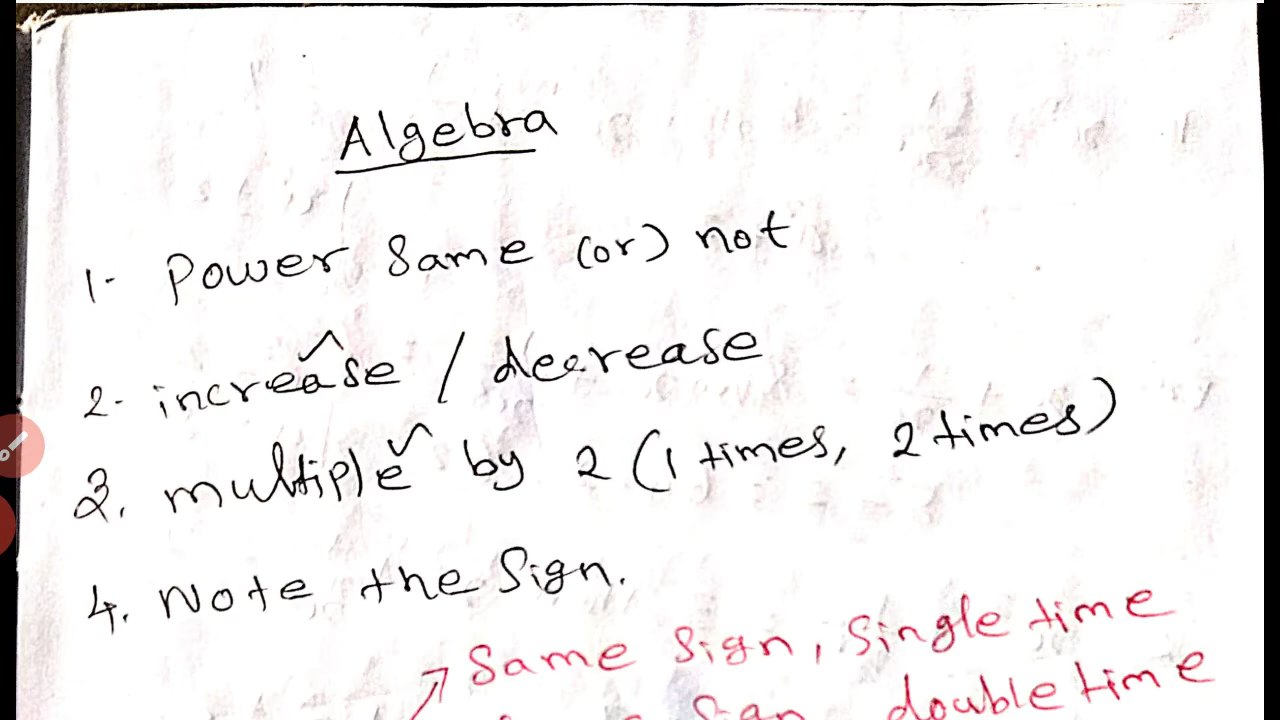 Algebra
1- Power Same (or) not
2- increase / decrease
3. multiple by 2 (1 times, 2 times)
4. Note the Sign.
Same Sign, Single time
Sign double time